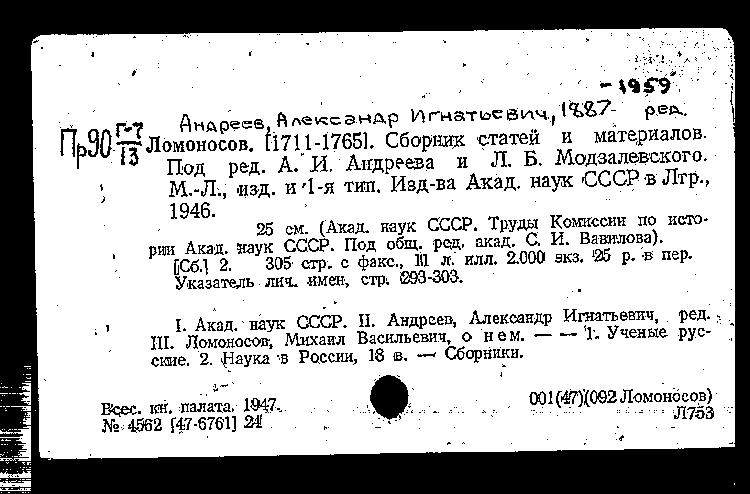 -1959
Андреев, Александр Игнатьевич, 1887- ред.
Пр90 Г-7/13
Ломоносов. [1711-1765]. Сборник статей и материалов.
Под ред. А. И. Андреева и Л. Б. Модзалевского.
М.-Л., изд. и 1-я тип. Изд-ва Акад. наук СССР в Лгр.,
1946.
25 см. (Акад. наук СССР. Труды Комиссии по исто-
рии Акад. наук СССР. Под общ. ред. акад. С. И. Вавилова).
[Сб.] 2. 305 стр. с факс., 11 л. илл. 2.000 экз. 25 р. в пер.
Указатель лич. имен, стр. 293-303.
I. Акад. наук СССР. II. Андреев, Александр Игнатьевич, ред.
III. Ломоносов, Михаил Васильевич, о нем. — — 1. Ученые рус-
ские. 2. Наука в России, 18 в. — Сборники.
Всес. кн. палата. 1947.
№ 4562 [47-6761] 24
001(47)(092 Ломоносов)
Л753